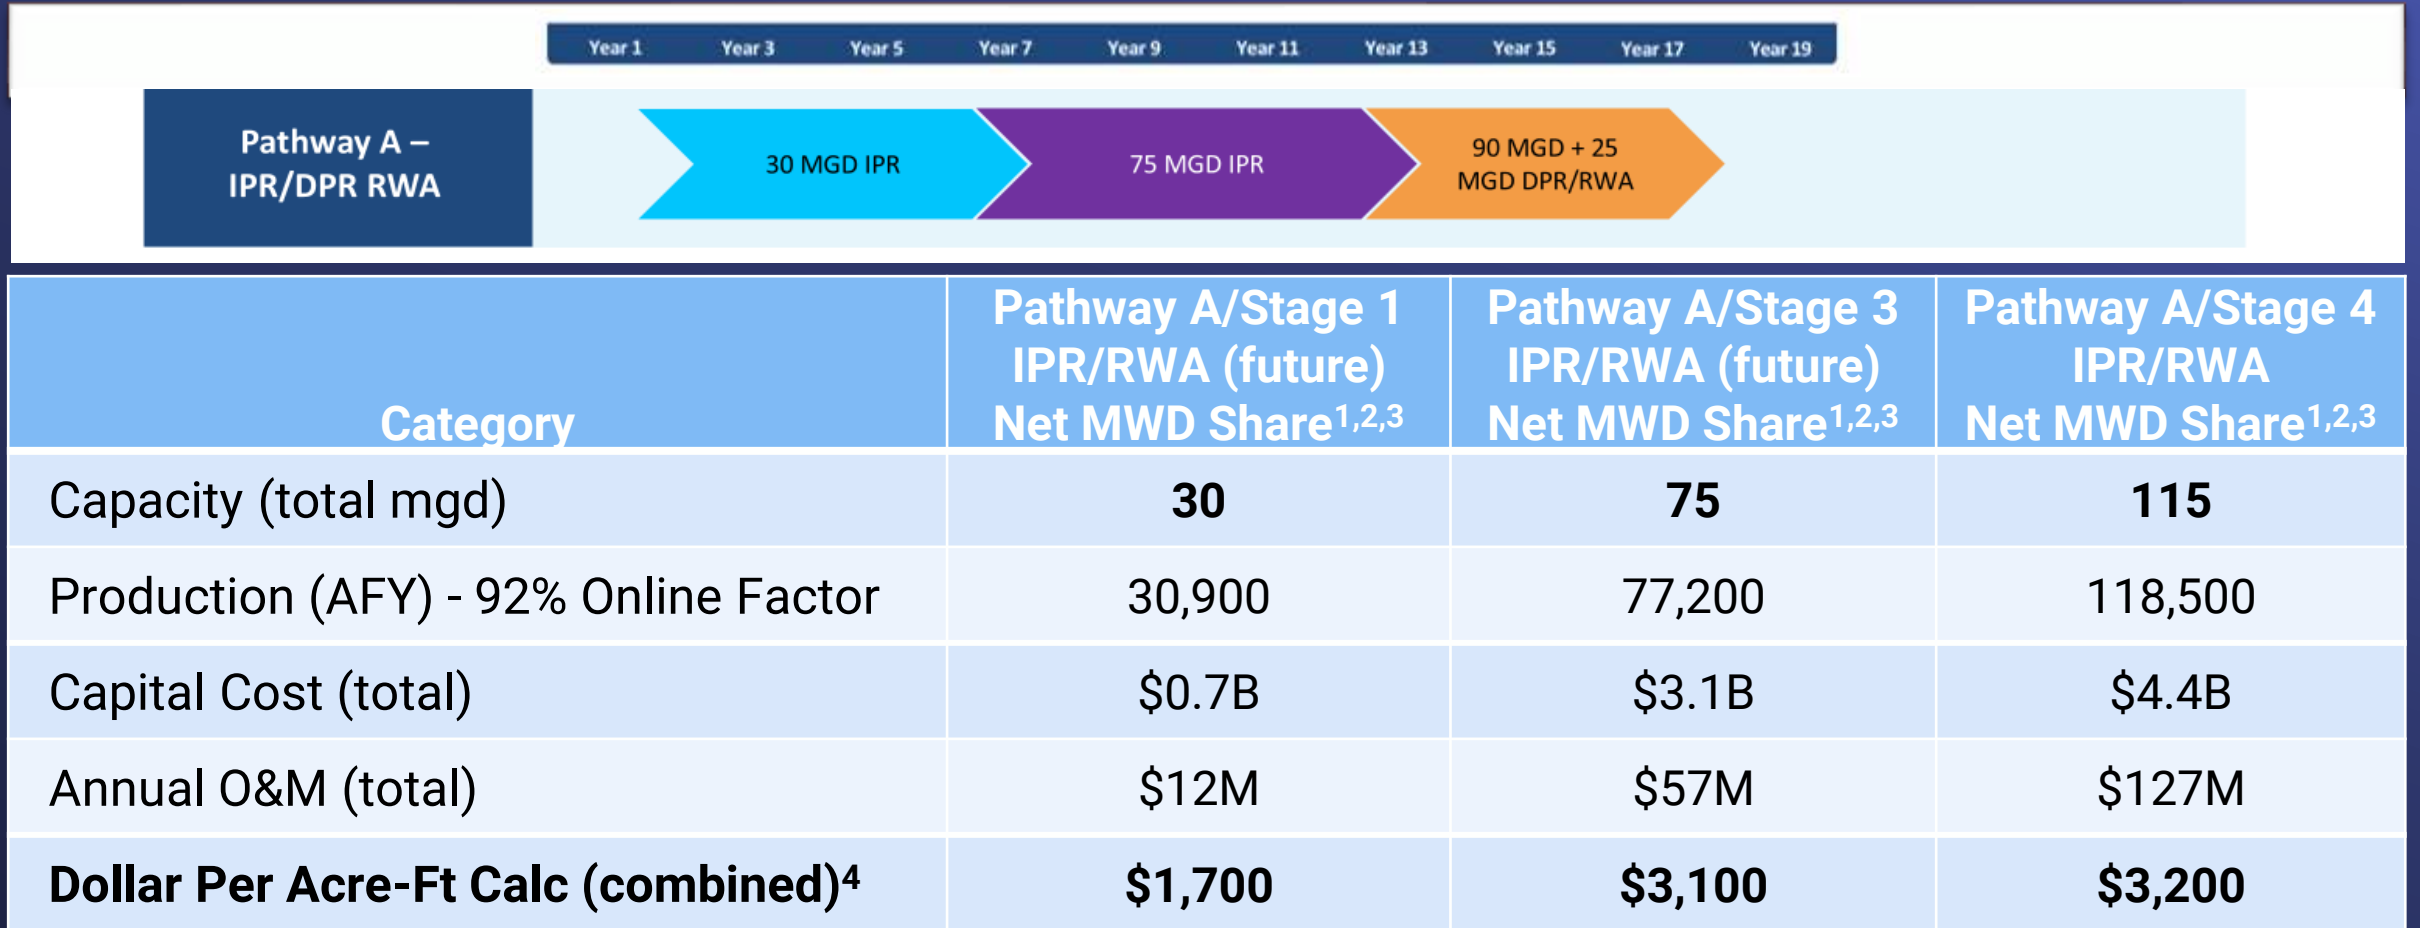 Year 1 Year 3 Year 5 Year 7 Year 9 Year 11 Year 13 Year 15 Year 17 Year 19
Pathway A –
IPR/DPR RWA
30 MGD IPR
75 MGD IPR
90 MGD + 25
MGD DPR/RWA
Category
Pathway A/Stage 1
IPR/RWA (future)
Net MWD Share1,2,3
Pathway A/Stage 3
IPR/RWA (future)
Net MWD Share1,2,3
Pathway A/Stage 4
IPR/RWA
Net MWD Share1,2,3
Capacity (total mgd) 30 75 115
Production (AFY) - 92% Online Factor 30,900 77,200 118,500
Capital Cost (total) $0.7B $3.1B $4.4B
Annual O&M (total) $12M $57M $127M
Dollar Per Acre-Ft Calc (combined)4 $1,700 $3,100 $3,200